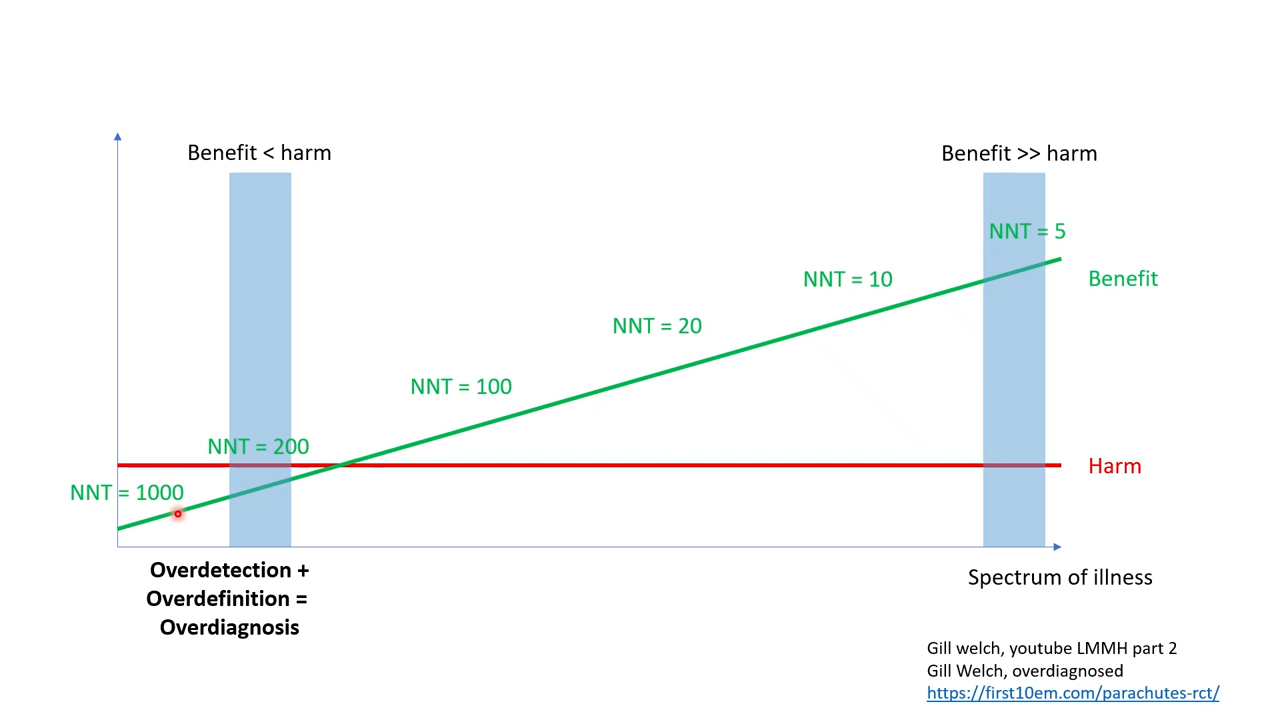 Benefit < harm
Benefit >> harm
NNT = 5
Benefit
NNT = 10
NNT = 20
NNT = 100
NNT = 200
Harm
NNT = 1000
Overdetection +
Overdefinition =
Overdiagnosis
Spectrum of illness
Gill welch, youtube LMMH part 2
Gill Welch, overdiagnosed
https://first10em.com/parachutes-rct/